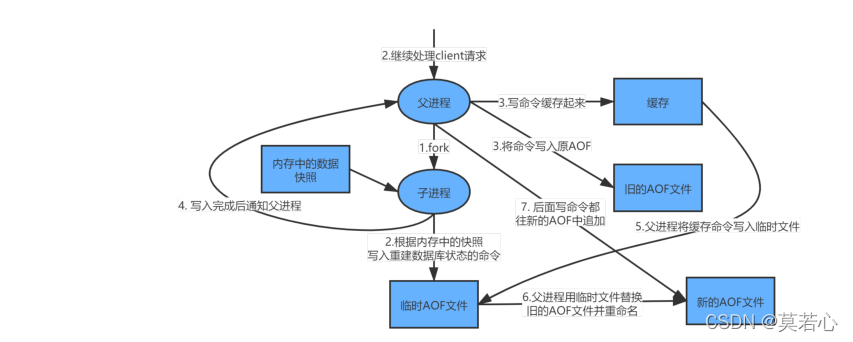 2.继续处理client请求
父进程
3.写命令缓存起来
缓存
1.fork
3.将命令写入原AOF
内存中的数据
快照
子进程
旧的AOF文件
4. 写入完成后通知父进程
7. 后面写命令都
往新的AOF中追加
5.父进程将缓存命令写入临时文件
2.根据内存中的快照
写入重建数据库状态的命令
临时AOF文件
6.父进程用临时文件替换
旧的AOF文件并重命名
新的AOF文件
CSDN @莫若心